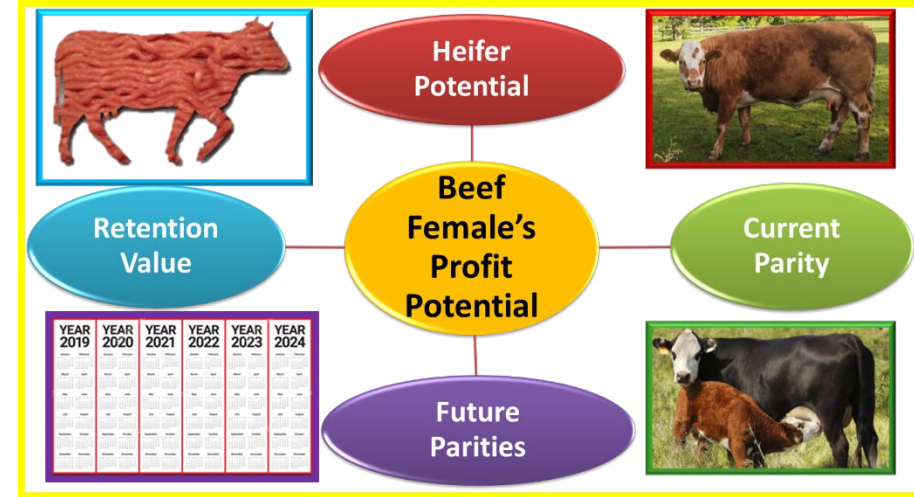 Heifer
Potential
Retention
Value
Beef
Female's
Profit
Potential
Current
Parity
YEAR YEAR YEAR YEAR YEAR YEAR
2019 2020 2021 2022 2023 2024
Future
Parities